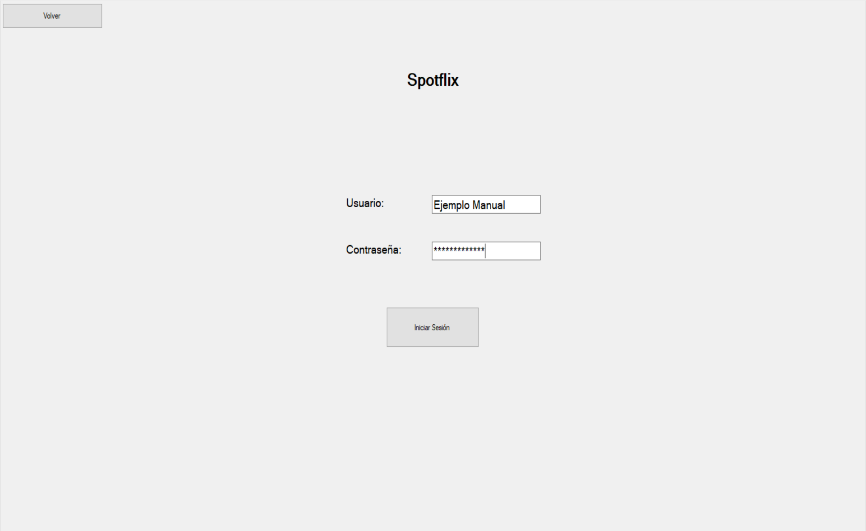 Volver
Spotflix
Usuario: Ejemplo Manual
Contraseña: *************
Iniciar Sesión